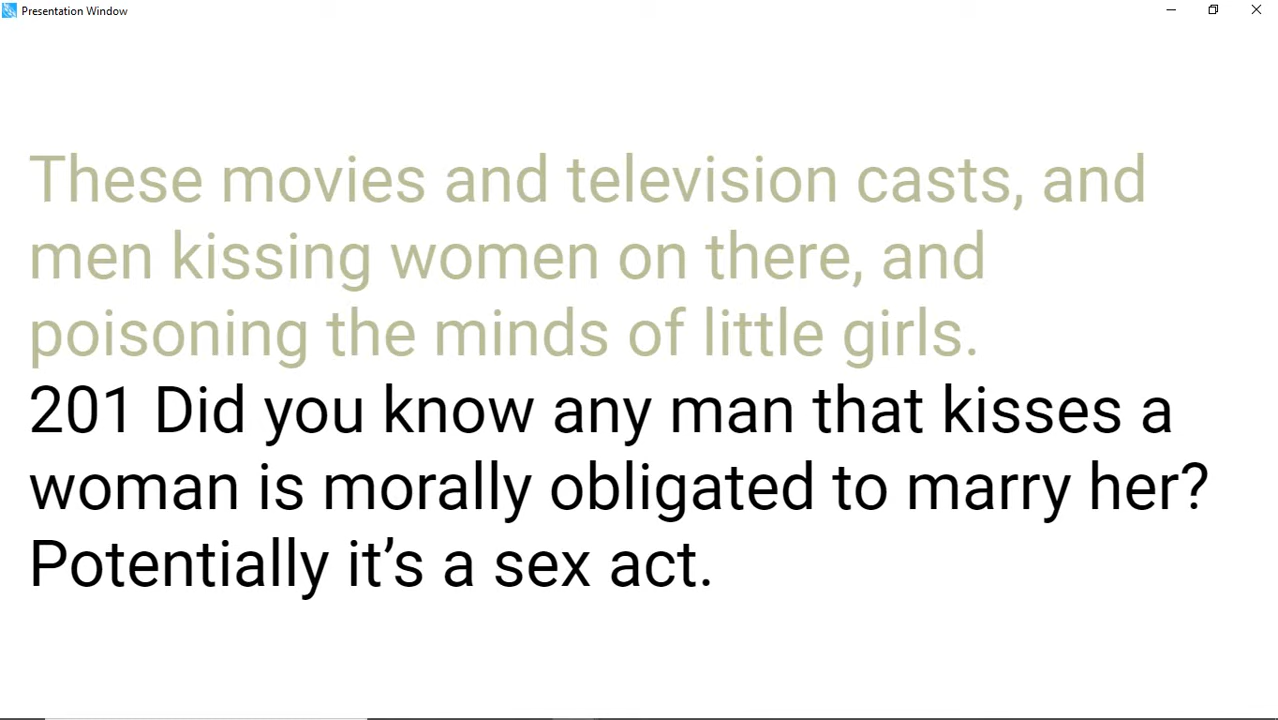 Presentation Window
These movies and television casts, and
men kissing women on there, and
poisoning the minds of little girls.
201 Did you know any man that kisses a
woman is morally obligated to marry her?
Potentially it’s a sex act.